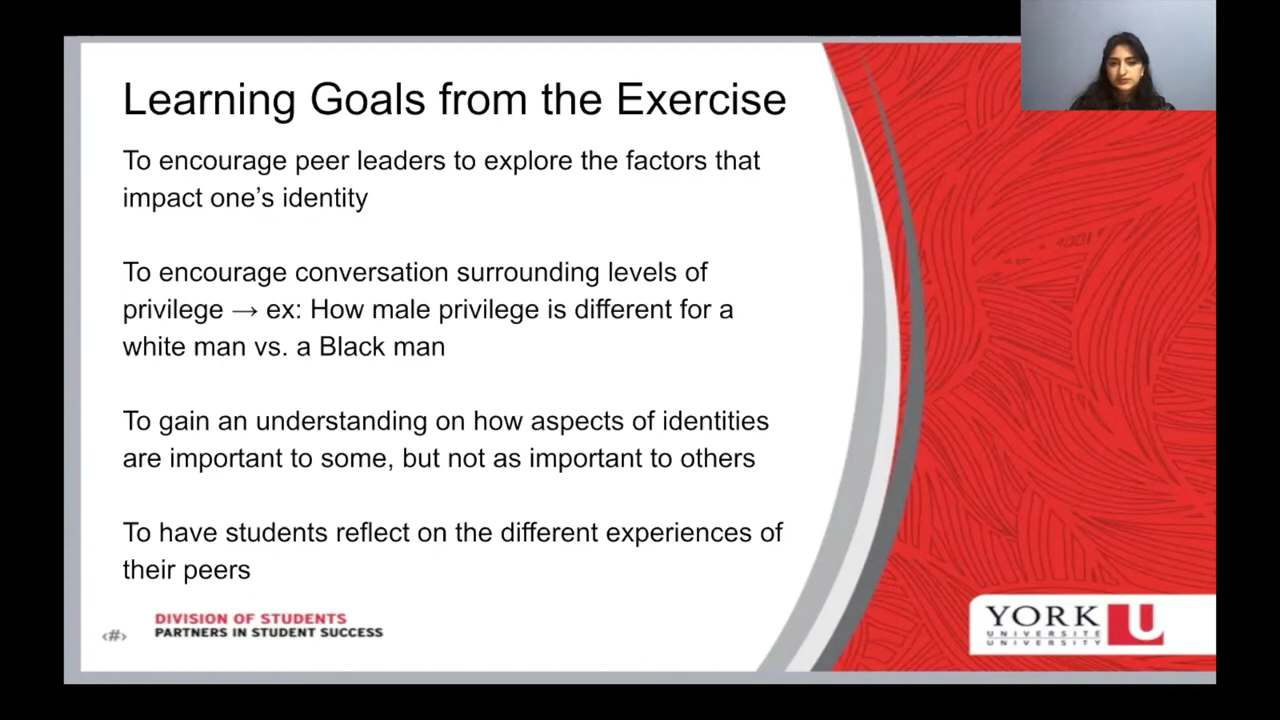 Learning Goals from the Exercise
To encourage peer leaders to explore the factors that
impact one’s identity
To encourage conversation surrounding levels of
privilege → ex: How male privilege is different for a
white man vs. a Black man
To gain an understanding on how aspects of identities
are important to some, but not as important to others
To have students reflect on the different experiences of
their peers
‹#›
DIVISION OF STUDENTS
PARTNERS IN STUDENT SUCCESS
YORK U
UNIVERSITÉ
UNIVERSITY